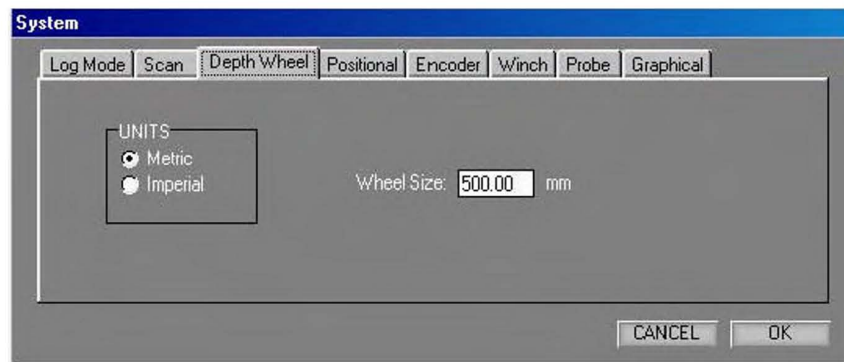 System
Log Mode Scan Depth Wheel Positional Encoder Winch Probe Graphical
UNITS
Metric
Imperial
Wheel Size: 500.00 mm
CANCEL OK